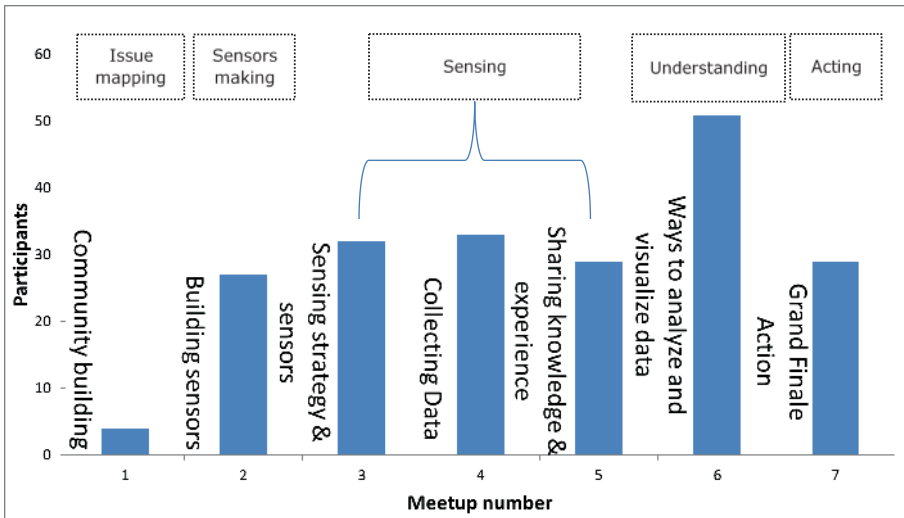 60
50
40
30
20
10
0
Participants
Issue
mapping
Sensors
making
Sensing
Understanding
Acting
Community building
Building sensors
Sensing strategy &
sensors
Collecting Data
Sharing knowledge &
experience
Ways to analyze and
visualize data
Grand Finale
Action
1 2 3 4 5 6 7
Meetup number